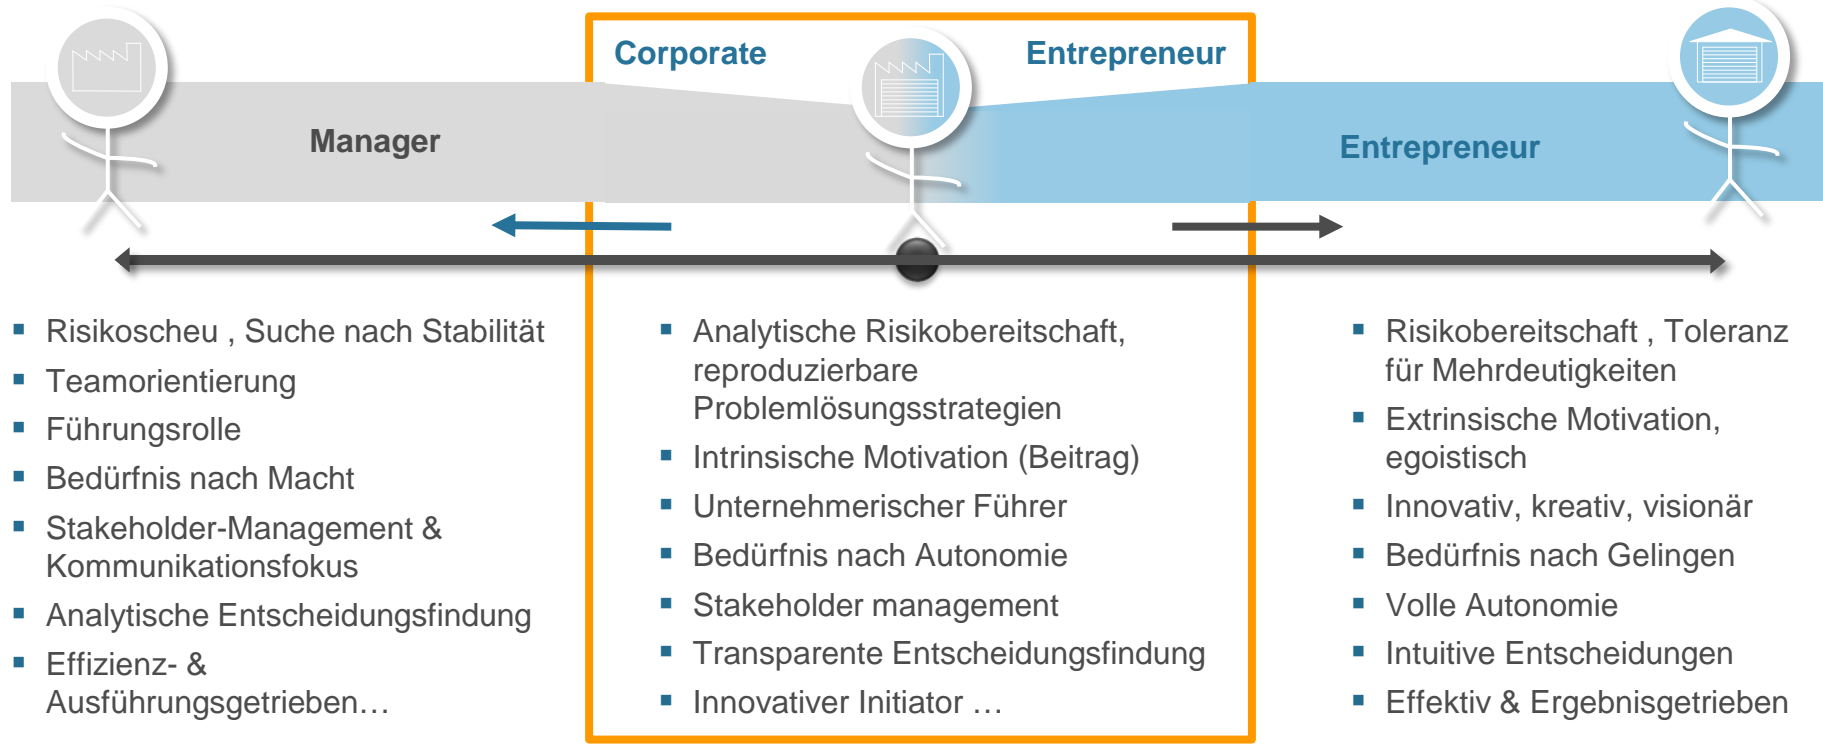 Corporate
Entrepreneur
Manager
Entrepreneur
Risikoscheu , Suche nach Stabilität
Teamorientierung
Führungsrolle
Bedürfnis nach Macht
Stakeholder-Management &
Kommunikationsfokus
Analytische Entscheidungsfindung
Effizienz- &
Ausführungsgetrieben…
Analytische Risikobereitschaft,
reproduzierbare
Problemlösungsstrategien
Intrinsische Motivation (Beitrag)
Unternehmerischer Führer
Bedürfnis nach Autonomie
Stakeholder management
Transparente Entscheidungsfindung
Innovativer Initiator …
Risikobereitschaft , Toleranz
für Mehrdeutigkeiten
Extrinsische Motivation,
egoistisch
Innovativ, kreativ, visionär
Bedürfnis nach Gelingen
Volle Autonomie
Intuitive Entscheidungen
Effektiv & Ergebnisgetrieben